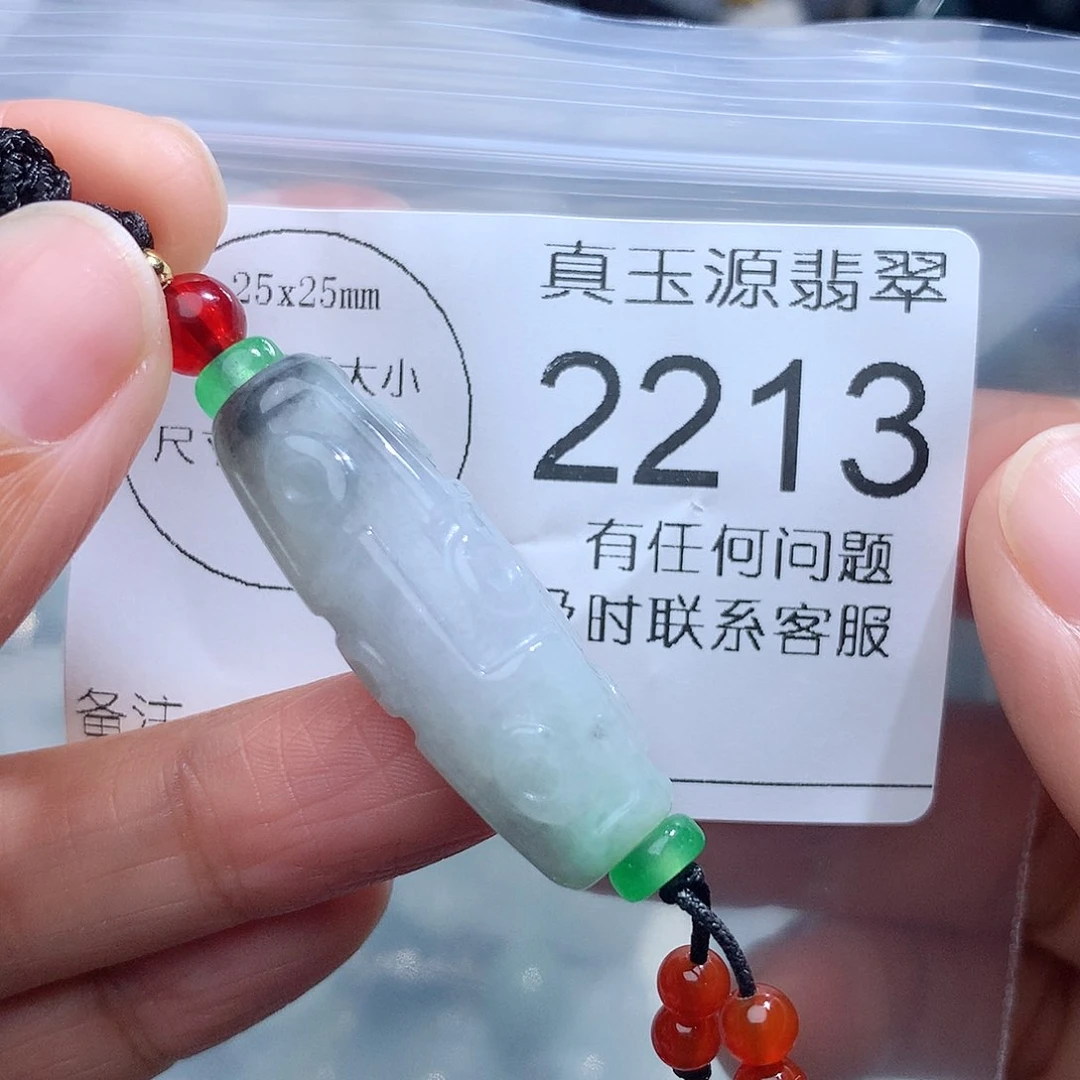 真玉源翡翠
25x25mm
2213
大小
尺
有任何问题
时联系客服
备注